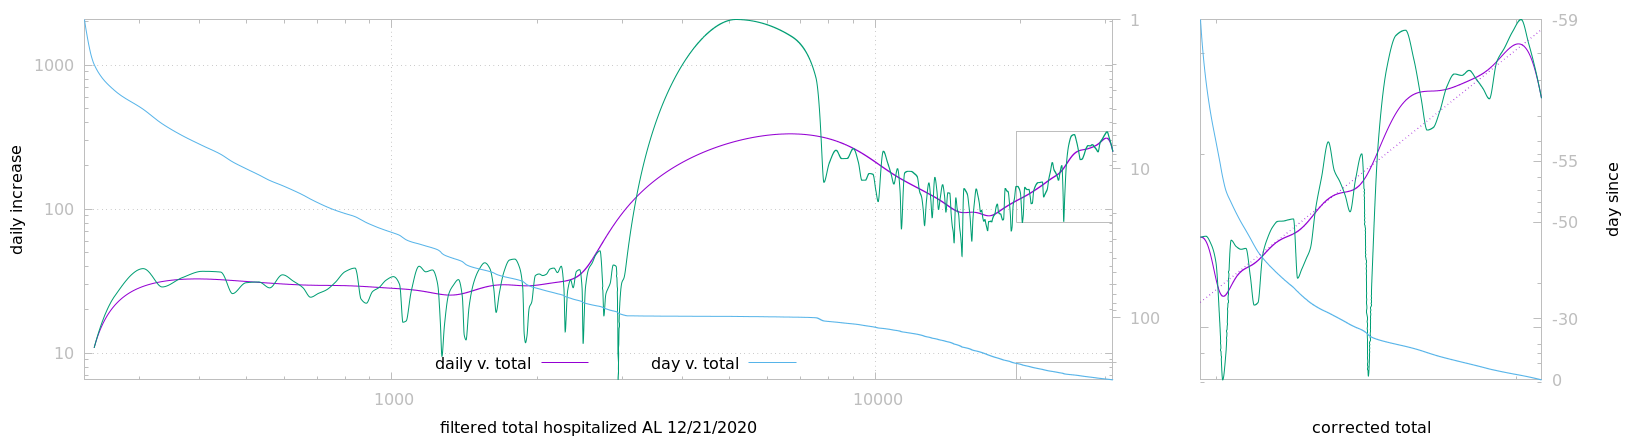 daily increase
1000
100
10
1000
10000
daily v. total
day v. total
filtered total hospitalized AL 12/21/2020
1
10
100
-59
-55
-50
-30
0
day since
corrected total